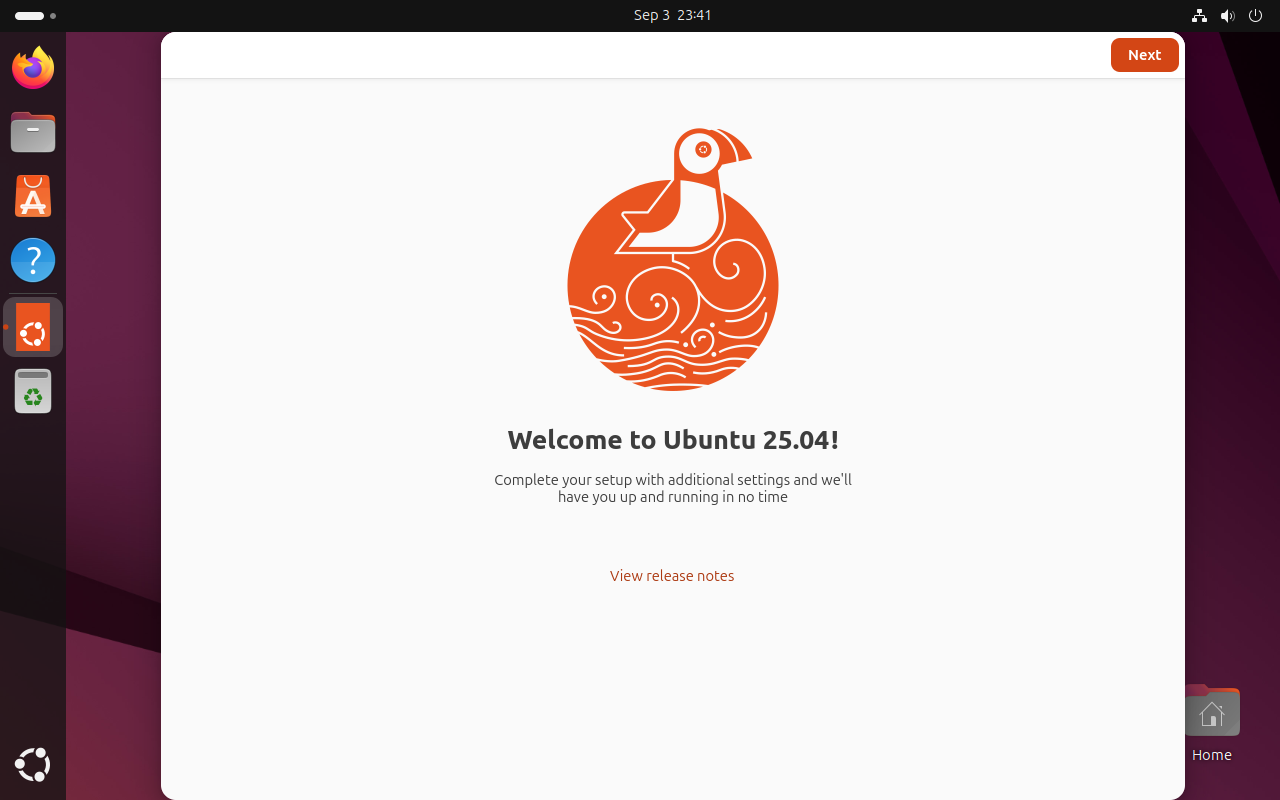 Sep 3 23:41
Next
Welcome to Ubuntu 25.04!
Complete your setup with additional settings and we'll
have you up and running in no time
View release notes
Home